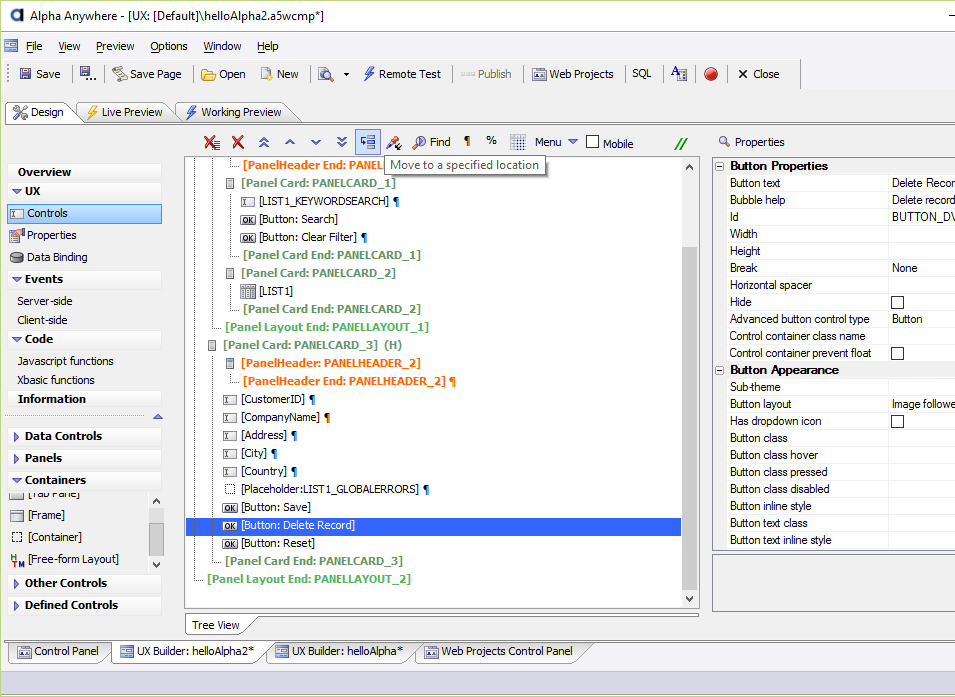 Alpha Anywhere - [UX: [Default]\helloAlpha2.a5wcmp*]
File View Preview Options Window Help
Save Save Page Open New Remote Test Publish Web Projects SQL Close
Design Live Preview Working Preview
Find ¶ % Menu Mobile
Move to a specified location
Overview
UX
Controls
Properties
Data Binding
Events
Server-side
Client-side
Code
Javascript functions
Xbasic functions
Information
Data Controls
Panels
Containers
[Tab Pane]
[Frame]
[Container]
[Free-form Layout]
Other Controls
Defined Controls
[PanelHeader End: PANEL
[Panel Card: PANELCARD_1]
[LIST1_KEYWORDSEARCH] ¶
OK [Button: Search]
OK [Button: Clear Filter] ¶
[Panel Card End: PANELCARD_1]
[Panel Card: PANELCARD_2]
[LIST1]
[Panel Card End: PANELCARD_2]
[Panel Layout End: PANELLAYOUT_1]
[Panel Card: PANELCARD_3] (H)
[PanelHeader: PANELHEADER_2]
[PanelHeader End: PANELHEADER_2] ¶
[CustomerID] ¶
[CompanyName] ¶
[Address] ¶
[City] ¶
[Country] ¶
[Placeholder:LIST1_GLOBALERRORS] ¶
OK [Button: Save]
OK [Button: Delete Record]
OK [Button: Reset]
[Panel Card End: PANELCARD_3]
[Panel Layout End: PANELLAYOUT_2]
Tree View
Properties
Button Properties
Button text Delete Recor
Bubble help Delete record
Id BUTTON_DV
Width
Height
Break None
Horizontal spacer
Hide
Advanced button control type Button
Control container class name
Control container prevent float
Button Appearance
Sub-theme
Button layout Image followe
Has dropdown icon
Button class
Button class hover
Button class pressed
Button class disabled
Button inline style
Button text class
Button text inline style
Control Panel UX Builder: helloAlpha2* UX Builder: helloAlpha* Web Projects Control Panel